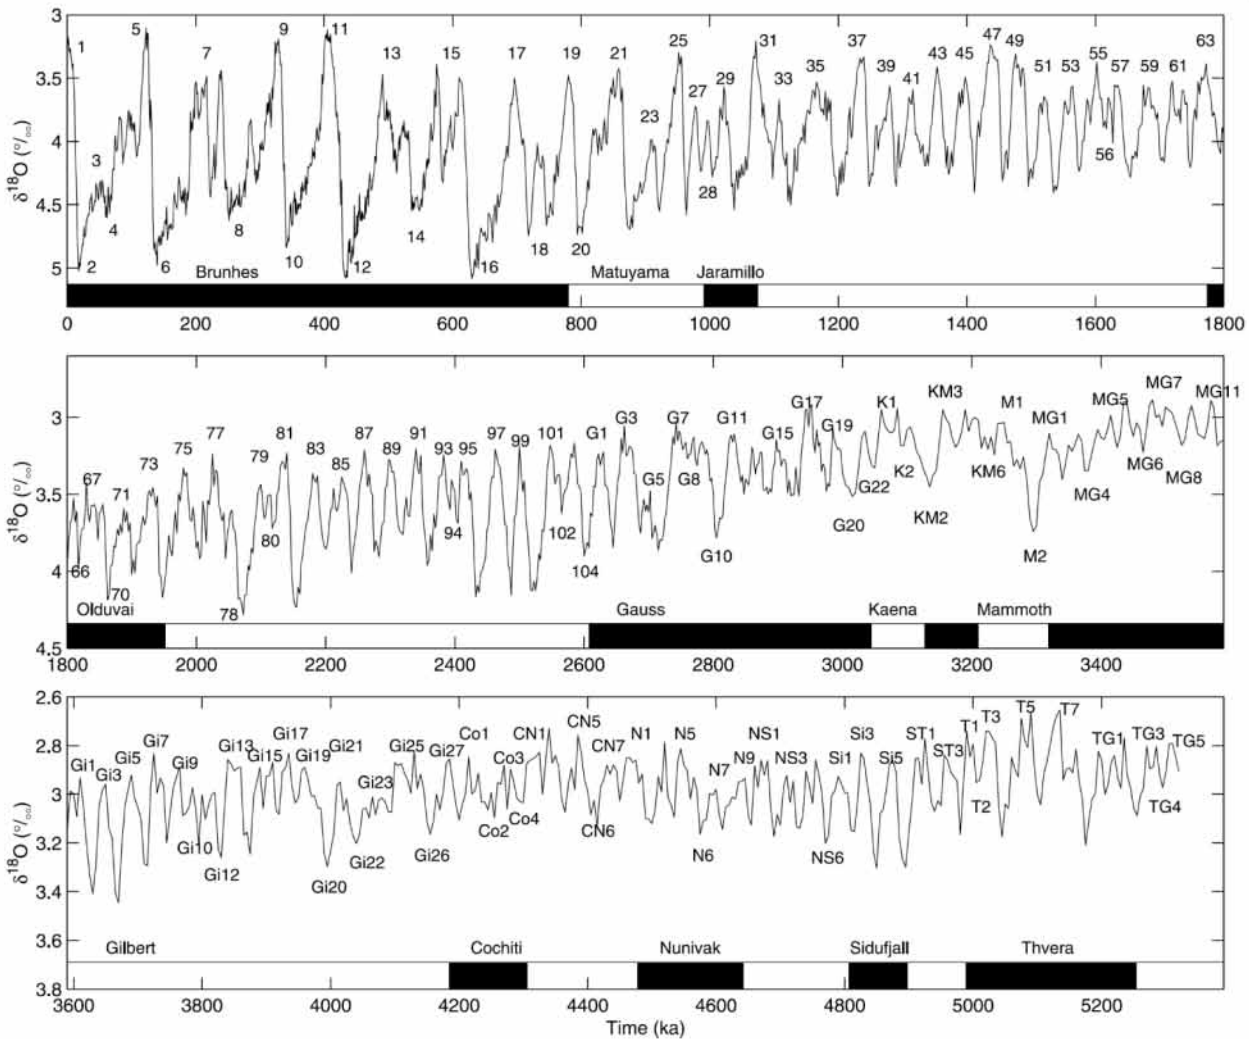 3
3.5
4
4.5
5
δ18O (°/oo)
1 5 7 9 11 13 15 17 19 21 25 29 31 35 37 39 41 43 45 47 49 51 53 55 57 59 61 63
3 23 27 33 56
4 8 14 18 28
2 6 10 12 16 20
Brunhes Matuyama Jaramillo
0 200 400 600 800 1000 1200 1400 1600 1800
3
3.5
4
4.5
δ18O (°/oo)
67 71 73 75 77 79 81 83 85 87 89 91 93 95 97 99 101 G1 G3 G5 G7 G8 G11 G15 G17 G19 K1 KM3 M1 MG1 MG5 MG7 MG11
66 70 78 80 94 102 104 G10 G20 G22 K2 KM2 KM6 M2 MG4 MG6 MG8
Olduvai Gauss Kaena Mammoth
1800 2000 2200 2400 2600 2800 3000 3200 3400
2.6
2.8
3
3.2
3.4
3.6
3.8
δ18O (°/oo)
Gi1 Gi3 Gi5 Gi7 Gi9 Gi13 Gi15 Gi17 Gi19 Gi21 Gi23 Gi25 Gi27 Co1 Co3 CN1 CN5 CN7 N1 N5 N7 N9 NS1 NS3 Si1 Si3 Si5 ST1 ST3 T1 T3 T5 T7 TG1 TG3 TG5
Gi10 Gi12 Gi20 Gi22 Gi26 Co2 Co4 CN6 N6 NS6 T2 TG4
Gilbert Cochiti Nunivak Sidufjall Thvera
3600 3800 4000 4200 4400 4600 4800 5000 5200
Time (ka)